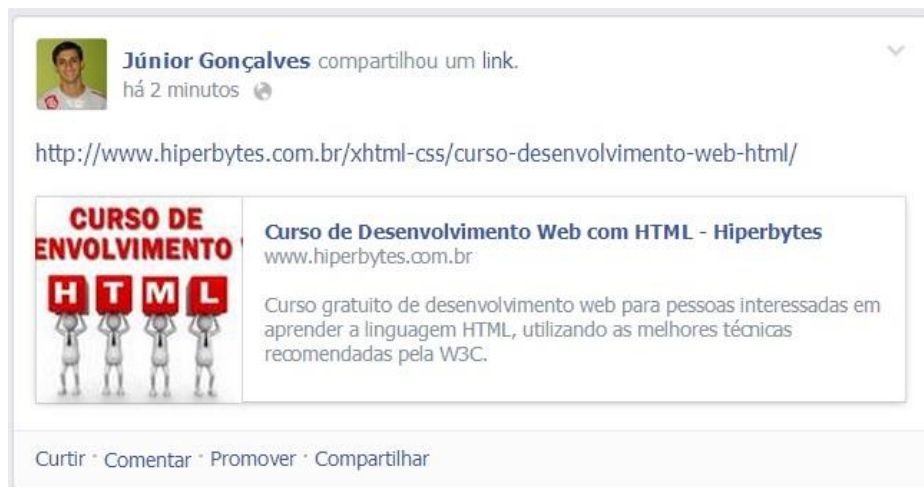 Júnior Gonçalves compartilhou um link.
há 2 minutos
http://www.hiperbytes.com.br/xhtml-css/curso-desenvolvimento-web-html/
CURSO DE
ENVOLVIMENTO
H T M L
Curso de Desenvolvimento Web com HTML - Hiperbytes
www.hiperbytes.com.br
Curso gratuito de desenvolvimento web para pessoas interessadas em
aprender a linguagem HTML, utilizando as melhores técnicas
recomendadas pela W3C.
Curtir · Comentar · Promover · Compartilhar